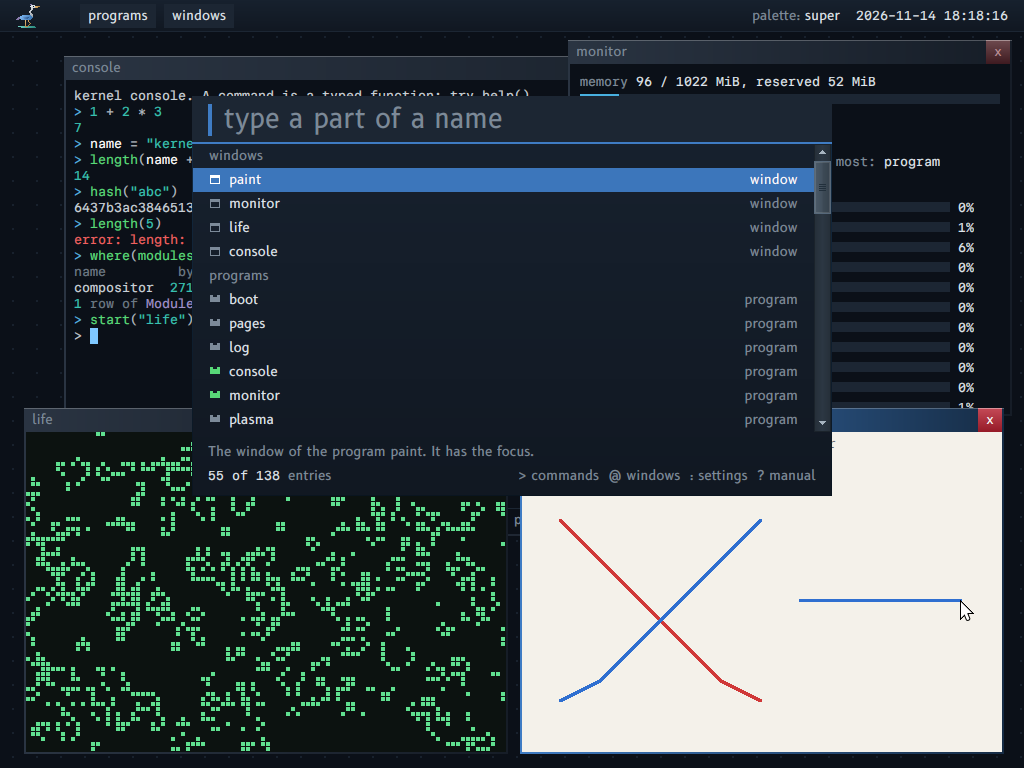 programs windows palette: super 2026-11-14 18:18:16
console
kernel console. A command is a typed function: try help()
> 1 + 2 * 3
7
> name = "kerne
> length(name +
14
> hash("abc")
6437b3ac3846513
> length(5)
error: length:
> where(modules
name by
compositor 271
1 row of Module
> start("life")
>
monitor x
memory 96 / 1022 MiB, reserved 52 MiB
most: program
0%
1%
6%
0%
0%
0%
0%
0%
0%
0%
1%
type a part of a name
windows
paint window
monitor window
life window
console window
programs
boot program
pages program
log program
console program
monitor program
plasma program
The window of the program paint. It has the focus.
55 of 138 entries > commands @ windows : settings ? manual
life
x